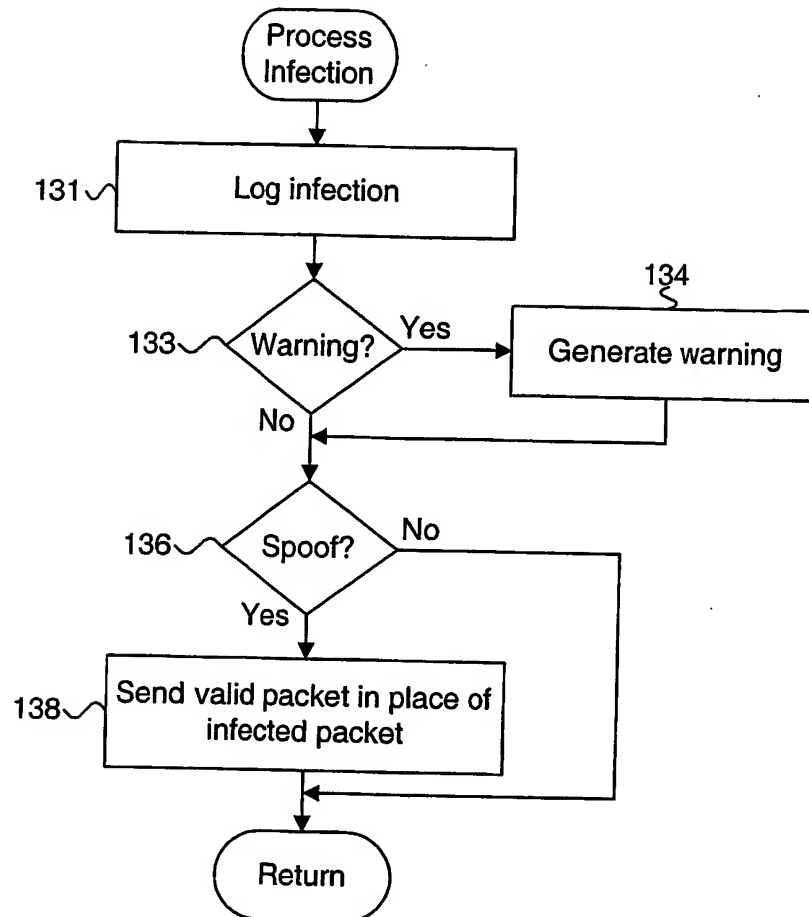 Process
Infection
131
Log infection
134
133
Warning?
Yes
Generate warning
No
136
Spoof?
No
Yes
138
Send valid packet in place of
infected packet
Return